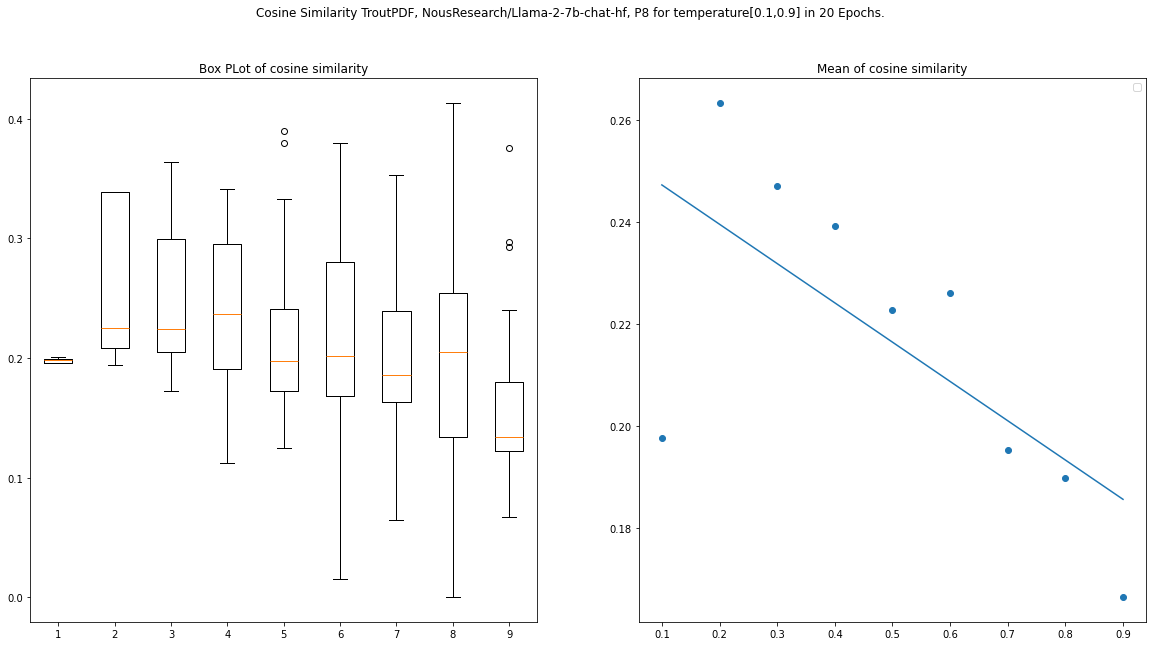 Cosine Similarity TroutPDF, NousResearch/Llama-2-7b-chat-hf, P8 for temperature[0.1,0.9] in 20 Epochs.
Box PLot of cosine similarity
0.4
0.3
0.2
0.1
0.0
1 2 3 4 5 6 7 8 9
Mean of cosine similarity
0.26
0.24
0.22
0.20
0.18
0.1 0.2 0.3 0.4 0.5 0.6 0.7 0.8 0.9